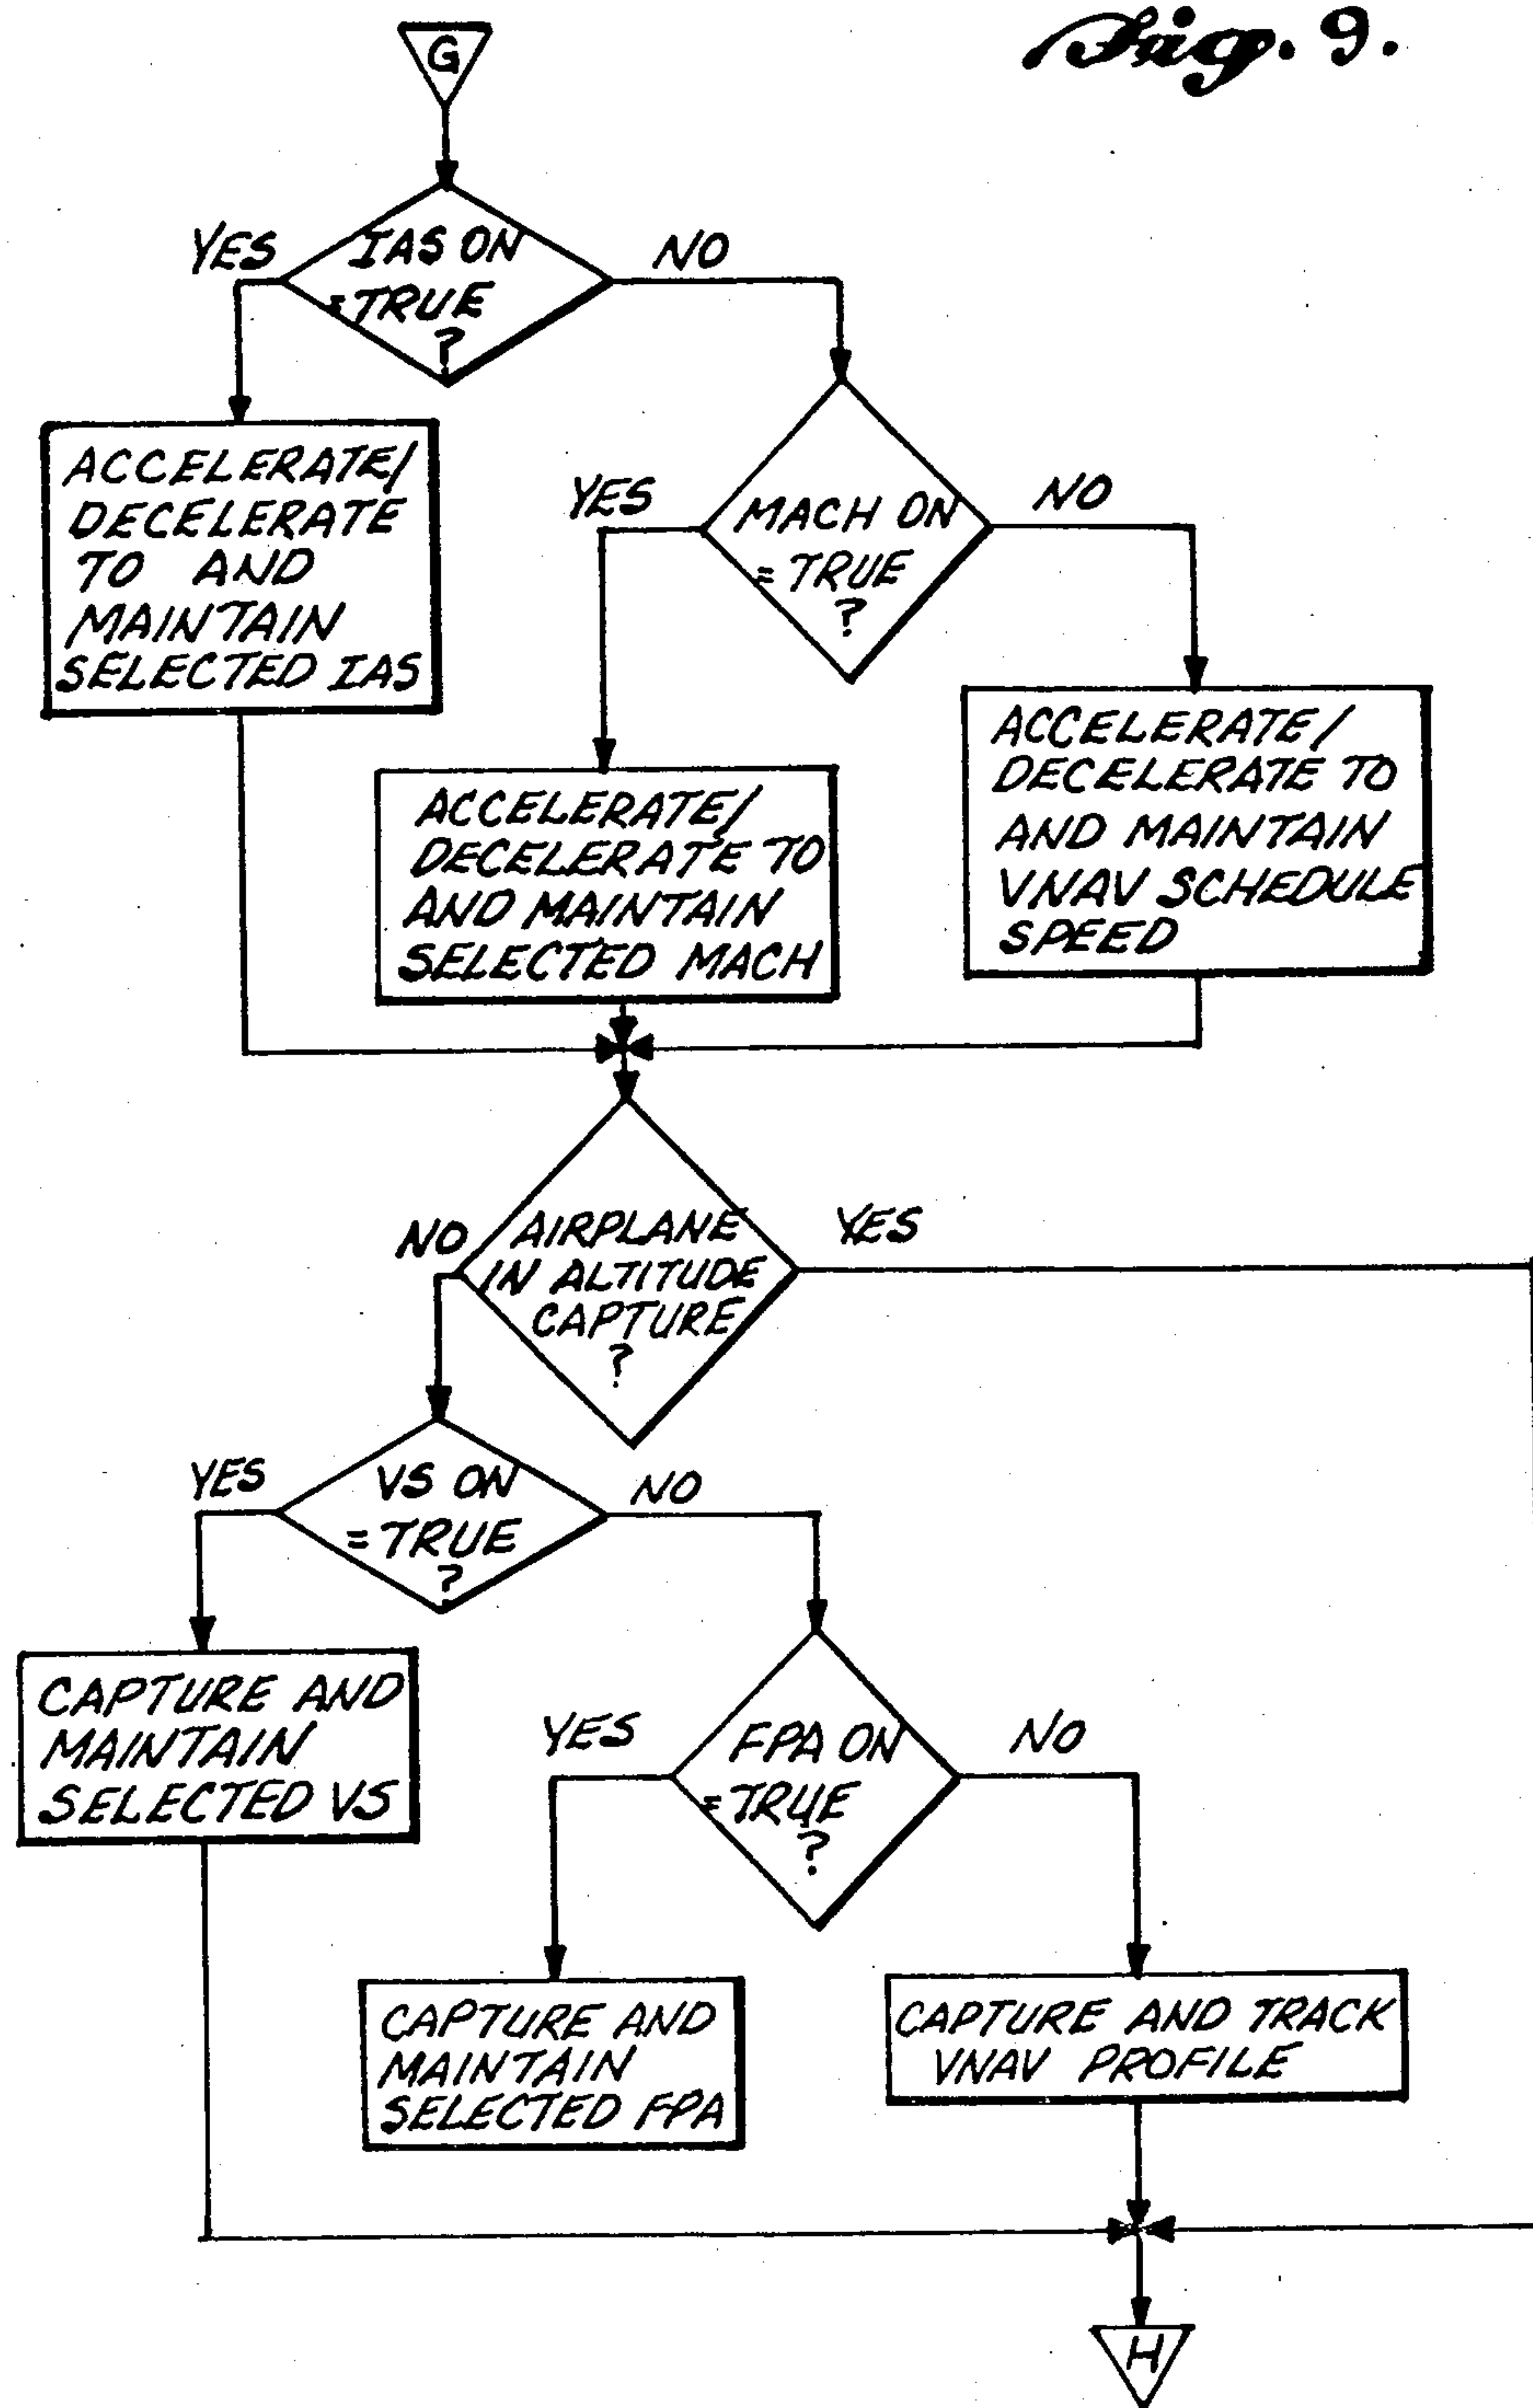 Fig. 9.
G
IAS ON
=TRUE
?
YES
NO
ACCELERATE/
DECELERATE
TO AND
MAINTAIN
SELECTED IAS
MACH ON
= TRUE
?
YES
NO
ACCELERATE/
DECELERATE TO
AND MAINTAIN
SELECTED MACH
ACCELERATE/
DECELERATE TO
AND MAINTAIN
VNAV SCHEDULE
SPEED
AIRPLANE
IN ALTITUDE
CAPTURE
?
NO
YES
VS ON
=TRUE
?
YES
NO
CAPTURE AND
MAINTAIN
SELECTED VS
FPA ON
=TRUE
?
YES
NO
CAPTURE AND
MAINTAIN
SELECTED FPA
CAPTURE AND TRACK
VNAV PROFILE
H